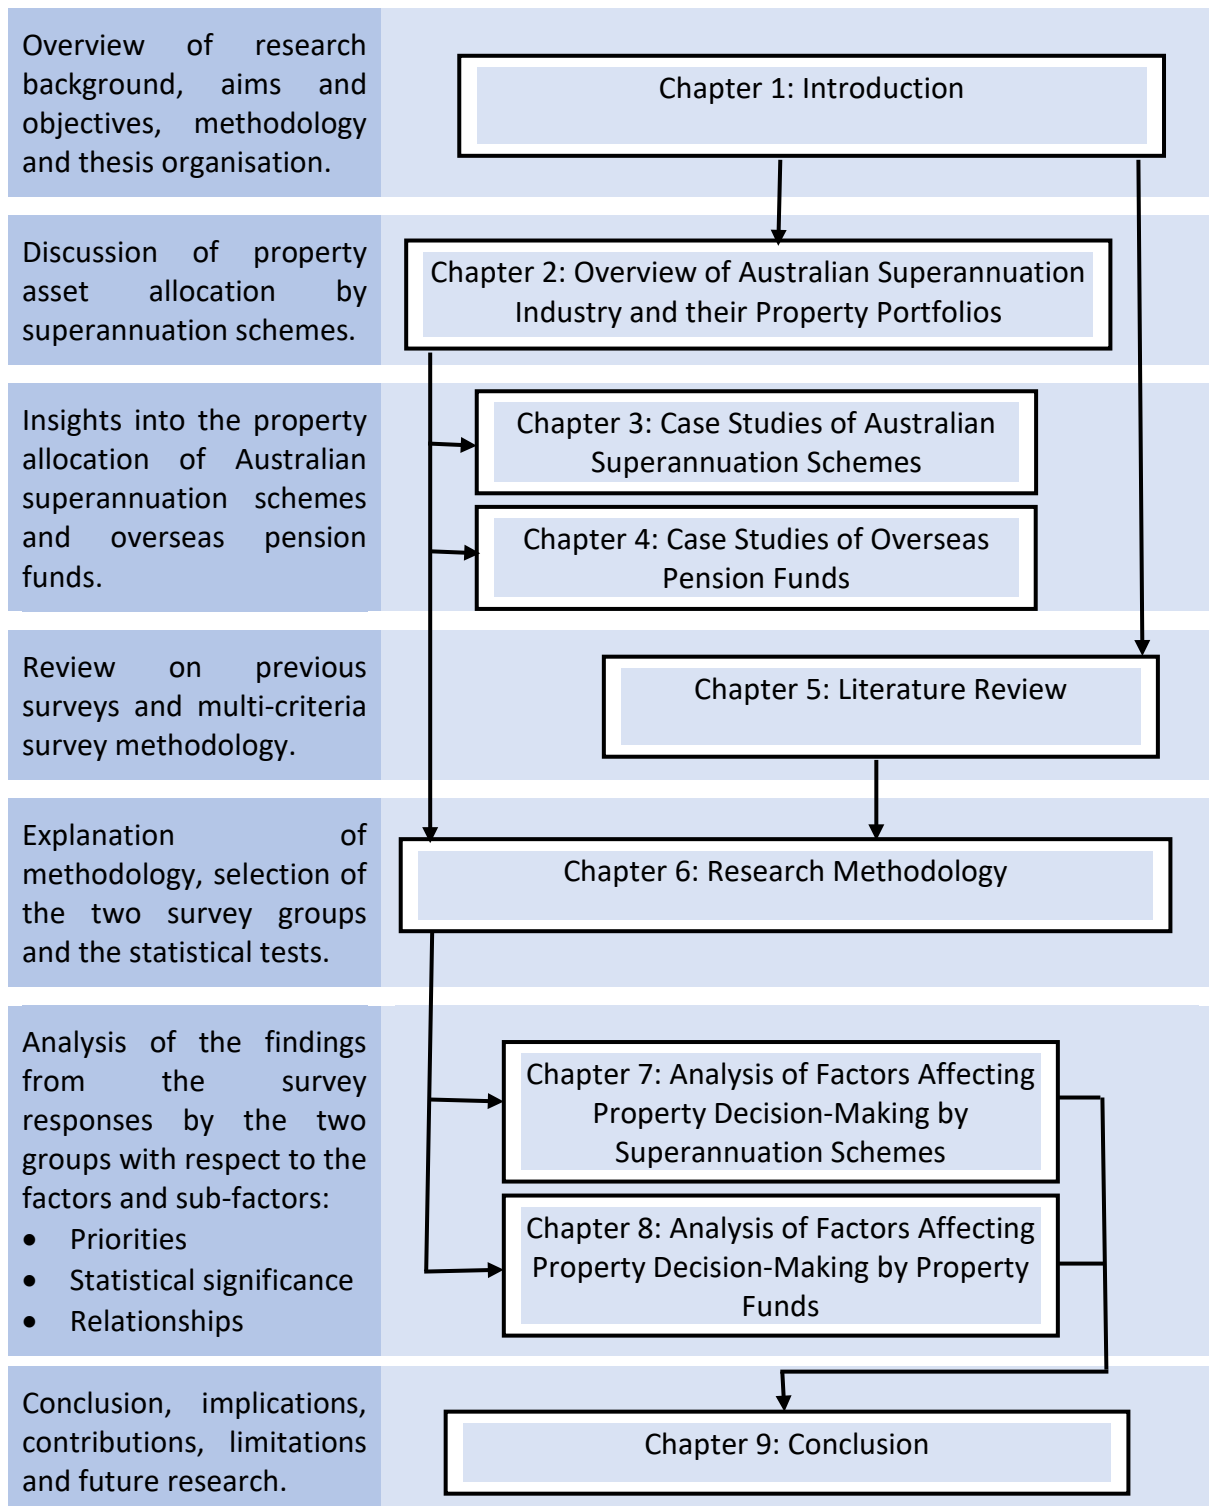 Overview of research
background, aims and
objectives, methodology
and thesis organisation.
Chapter 1: Introduction
Discussion of property
asset allocation by
superannuation schemes.
Chapter 2: Overview of Australian Superannuation
Industry and their Property Portfolios
Insights into the property
allocation of Australian
superannuation schemes
and overseas pension
funds.
Chapter 3: Case Studies of Australian
Superannuation Schemes
Chapter 4: Case Studies of Overseas
Pension Funds
Review on previous
surveys and multi-criteria
survey methodology.
Chapter 5: Literature Review
Explanation of
methodology, selection of
the two survey groups
and the statistical tests.
Chapter 6: Research Methodology
Analysis of the findings
from the survey
responses by the two
groups with respect to the
factors and sub-factors:
• Priorities
• Statistical significance
• Relationships
Chapter 7: Analysis of Factors Affecting
Property Decision-Making by
Superannuation Schemes
Chapter 8: Analysis of Factors Affecting
Property Decision-Making by Property
Funds
Conclusion, implications,
contributions, limitations
and future research.
Chapter 9: Conclusion